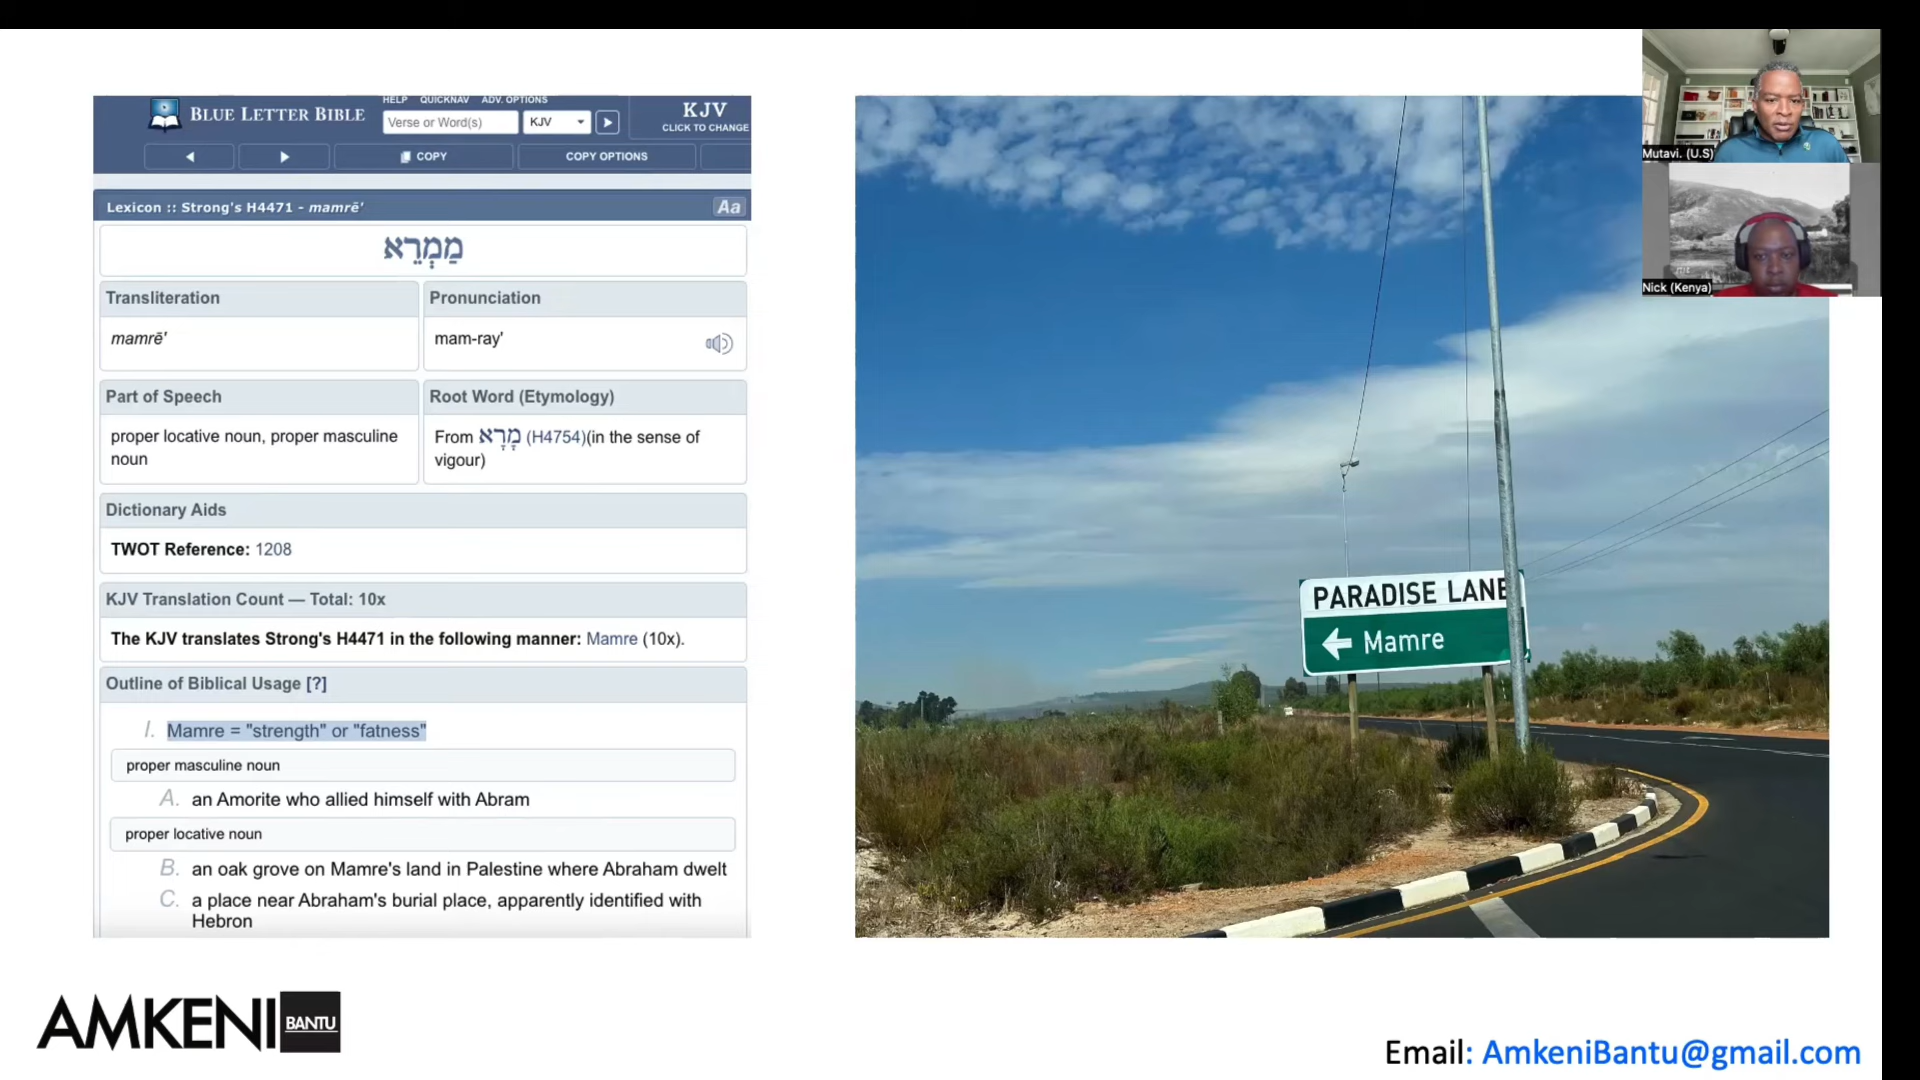 BLUE LETTER BIBLE
HELP QUICKNAV ADV. OPTIONS
Verse or Word(s)
KJV
KJV
CLICK TO CHANGE
COPY
COPY OPTIONS
Lexicon :: Strong's H4471 - mamrē'
Aa
מַמְרֵא
Transliteration
mamrē'
Pronunciation
mam-ray'
Part of Speech
proper locative noun, proper masculine
noun
Root Word (Etymology)
From מָרָא (H4754)(in the sense of
vigour)
Dictionary Aids
TWOT Reference: 1208
KJV Translation Count — Total: 10x
The KJV translates Strong's H4471 in the following manner: Mamre (10x).
Outline of Biblical Usage [?]
I. Mamre = "strength" or "fatness"
proper masculine noun
A. an Amorite who allied himself with Abram
proper locative noun
B. an oak grove on Mamre's land in Palestine where Abraham dwelt
C. a place near Abraham's burial place, apparently identified with
Hebron
PARADISE LANE
Mamre
Mutavi. (U.S)
Nick (Kenya)
AMKENI BANTU
Email: AmkeniBantu@gmail.com